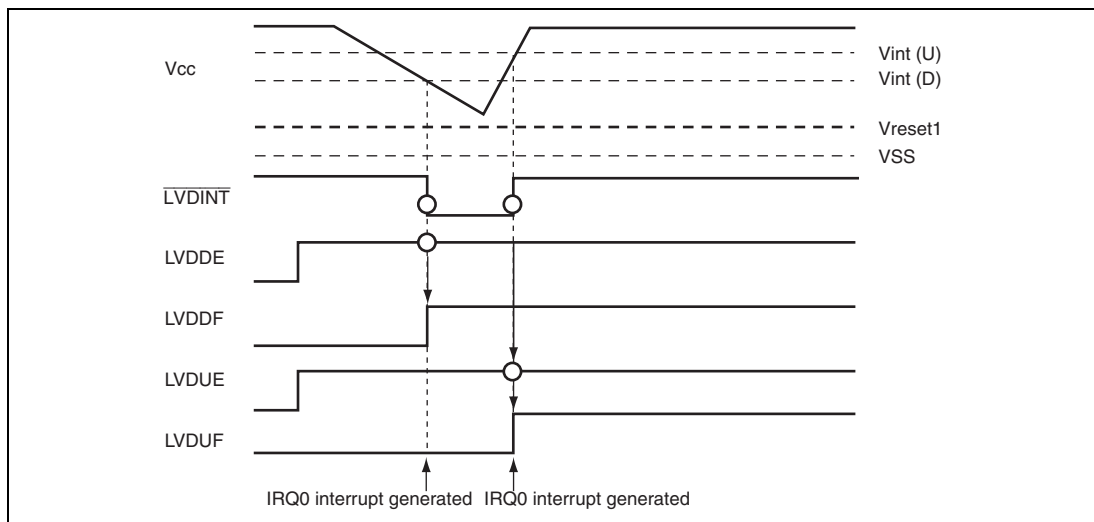 Vcc
Vint (U)
Vint (D)
Vreset1
VSS
LVDINT
LVDDE
LVDDF
LVDUE
LVDUF
IRQ0 interrupt generated IRQ0 interrupt generated